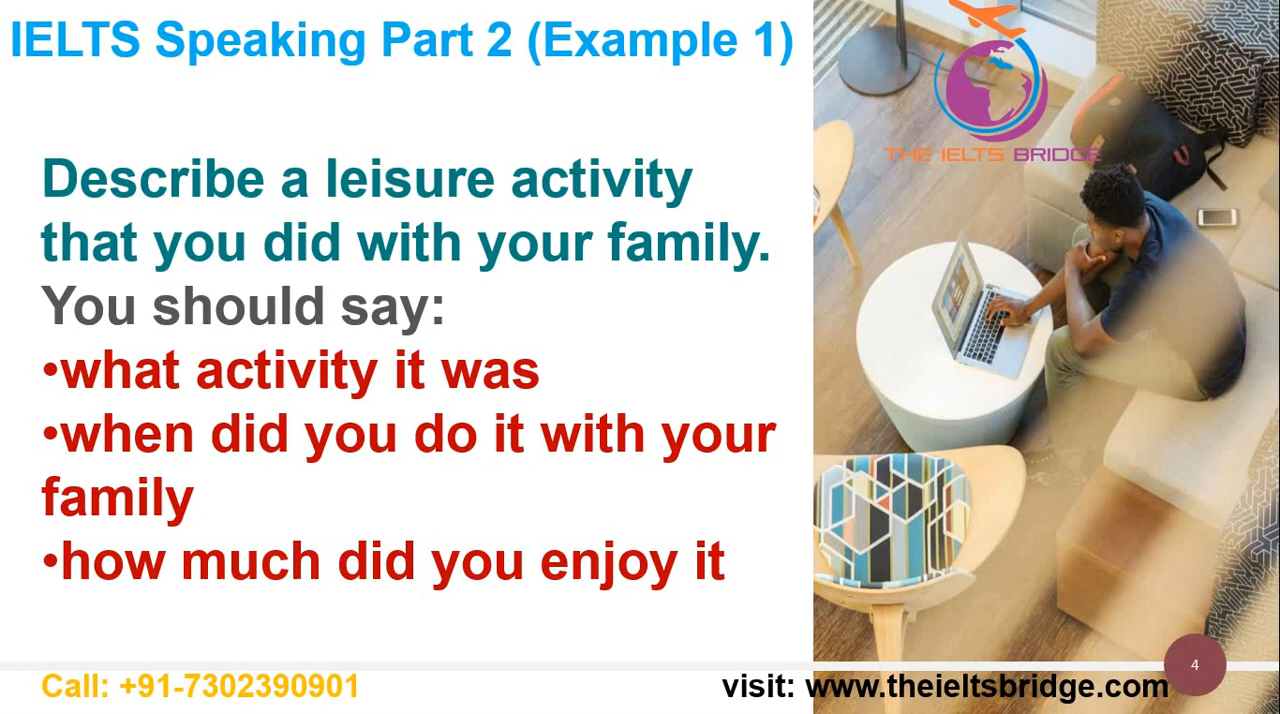 IELTS Speaking Part 2 (Example 1)
THE IELTS BRIDGE
Describe a leisure activity
that you did with your family.
You should say:
•what activity it was
•when did you do it with your
family
•how much did you enjoy it
4
Call: +91-7302390901
visit: www.theieltsbridge.com